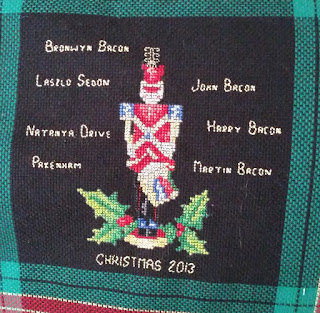 Bronwyn Bacon
Laszlo Sedon
John Bacon
Natanya Drive
Harry Bacon
Pakenham
Martin Bacon
Christmas 2013